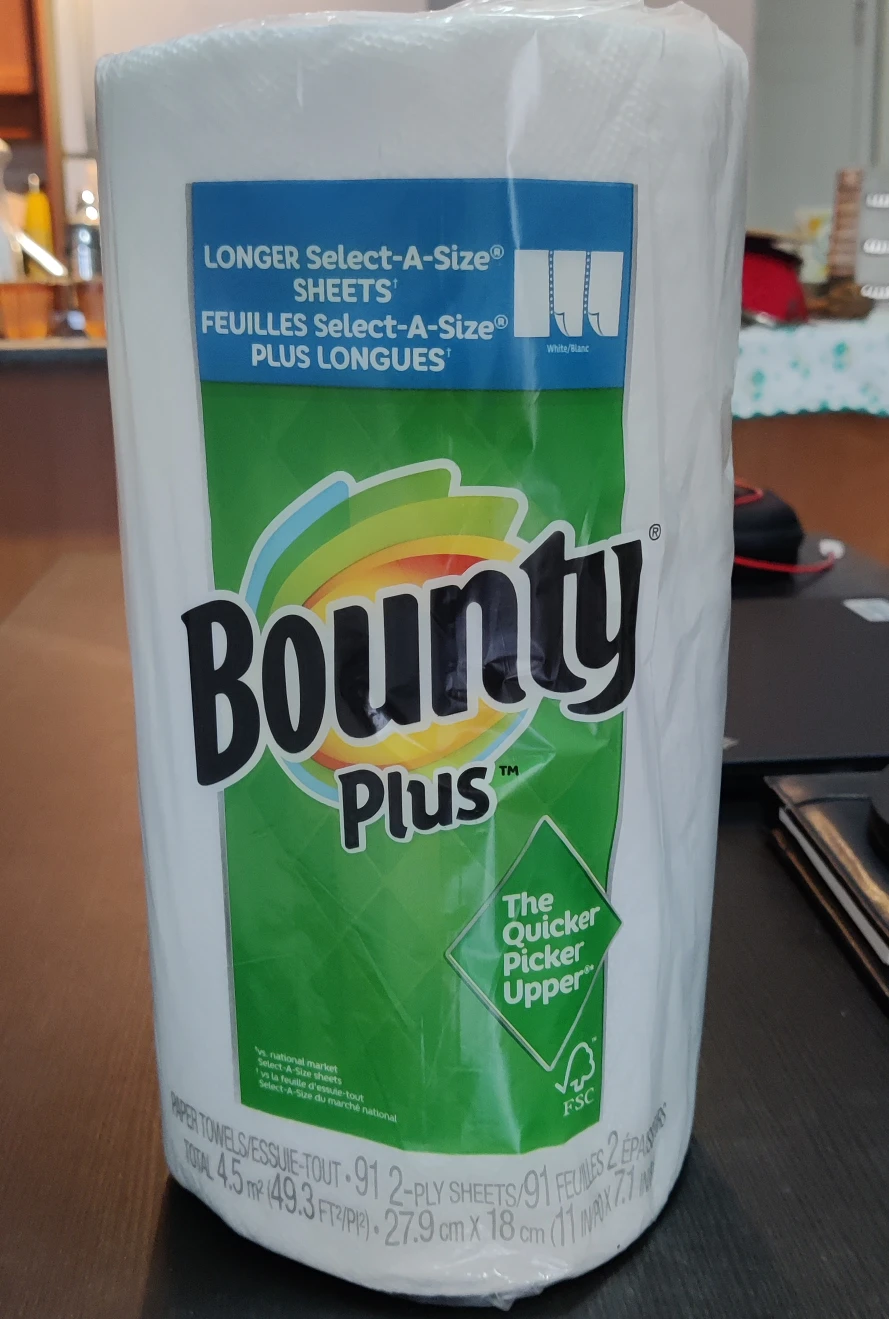 LONGER Select-A-Size®
SHEETS†
FEUILLES Select-A-Size®
PLUS LONGUES†
White/Blanc
Bounty®
Plus™
The
Quicker
Picker
Upper®*
*vs. national market
Select-A-Size sheets
† vs la feuille d'essuie-tout
Select-A-Size du marché national
FSC™
PAPER TOWELS/ESSUIE-TOUT • 91 2-PLY SHEETS/91 FEUILLES 2 ÉPAISSEURS
TOTAL 4.5 m² (49.3 FT²/PI²) • 27.9 cm X 18 cm (11 IN/PO X 7.1